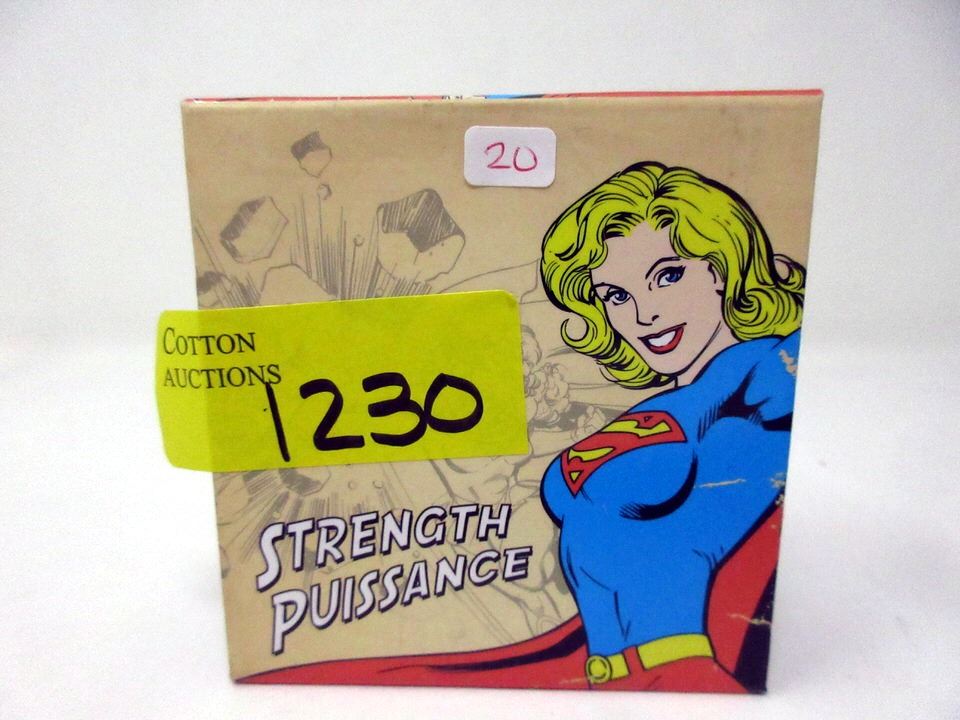 20
COTTON
AUCTIONS
1230
STRENGTH
PUISSANCE
S